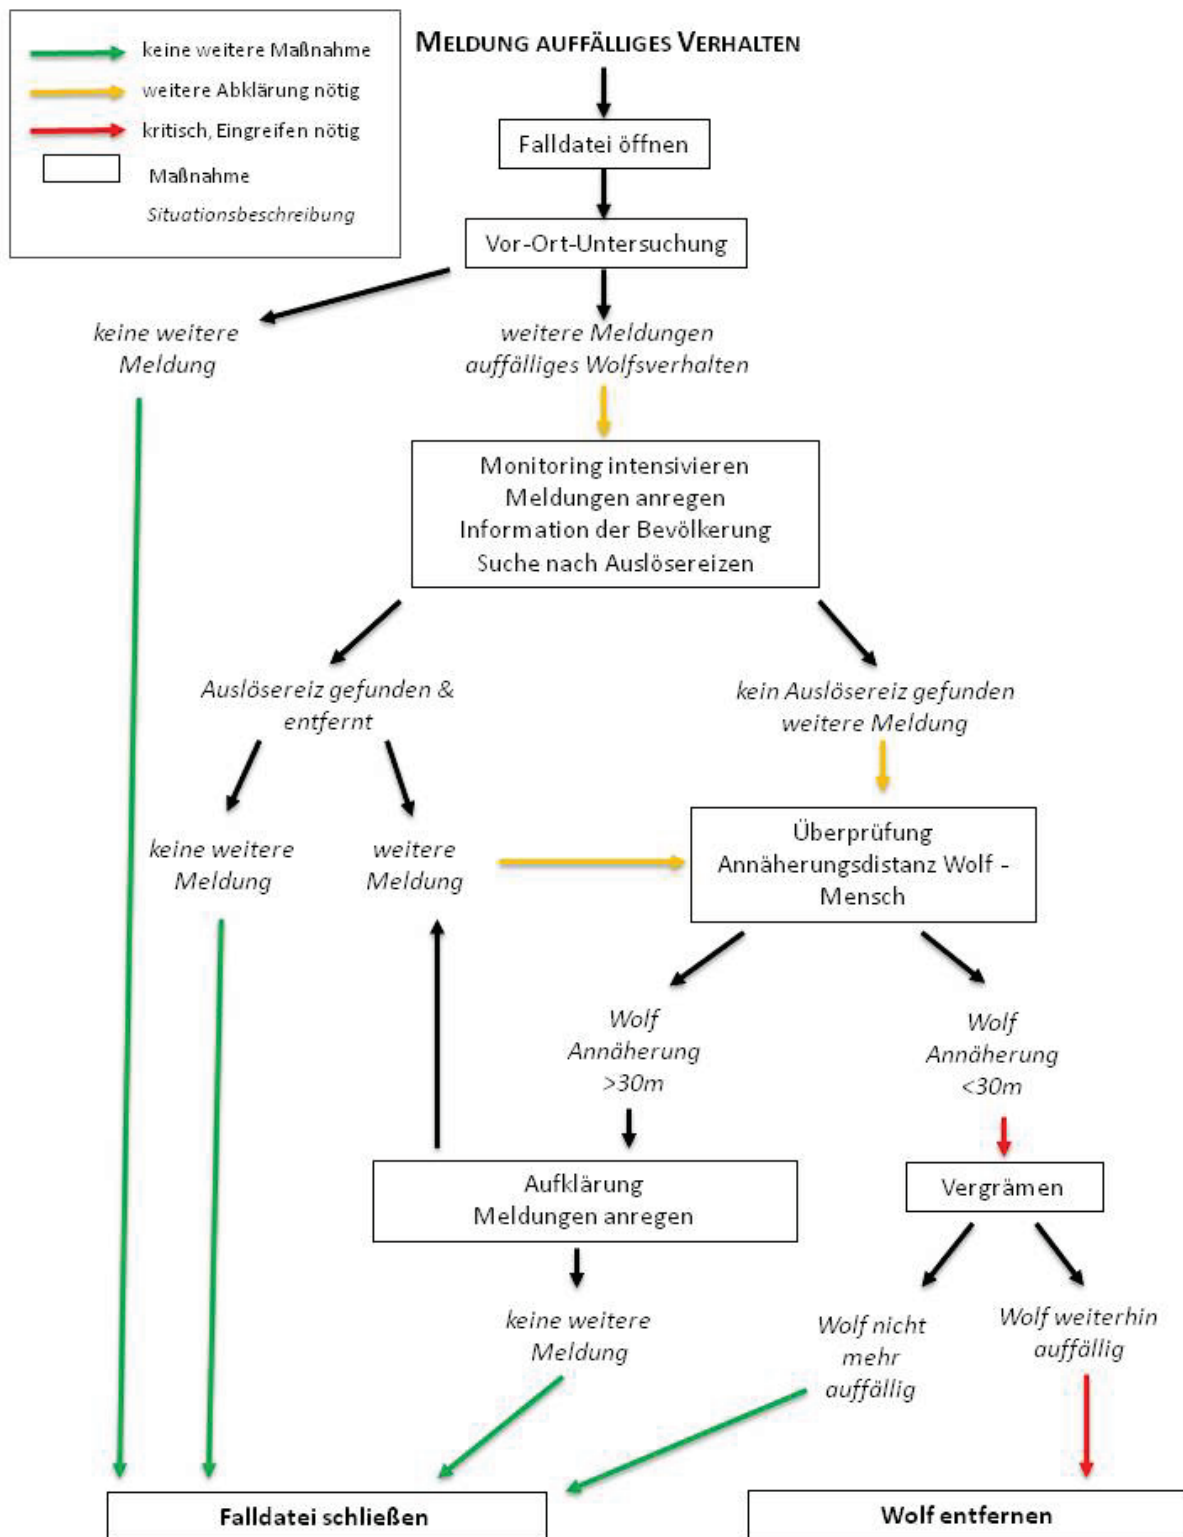 keine weitere Maßnahme
weitere Abklärung nötig
kritisch, Eingreifen nötig
Maßnahme
Situationsbeschreibung
MELDUNG AUFFÄLLIGES VERHALTEN
Falldatei öffnen
Vor-Ort-Untersuchung
keine weitere
Meldung
weitere Meldungen
auffälliges Wolfsverhalten
Monitoring intensivieren
Meldungen anregen
Information der Bevölkerung
Suche nach Auslösereizen
Auslösereiz gefunden &
entfernt
kein Auslösereiz gefunden
weitere Meldung
keine weitere
Meldung
weitere
Meldung
Überprüfung
Annäherungsdistanz Wolf -
Mensch
Wolf
Annäherung
>30m
Wolf
Annäherung
<30m
Aufklärung
Meldungen anregen
Vergrämen
keine weitere
Meldung
Wolf nicht
mehr
auffällig
Wolf weiterhin
auffällig
Falldatei schließen
Wolf entfernen